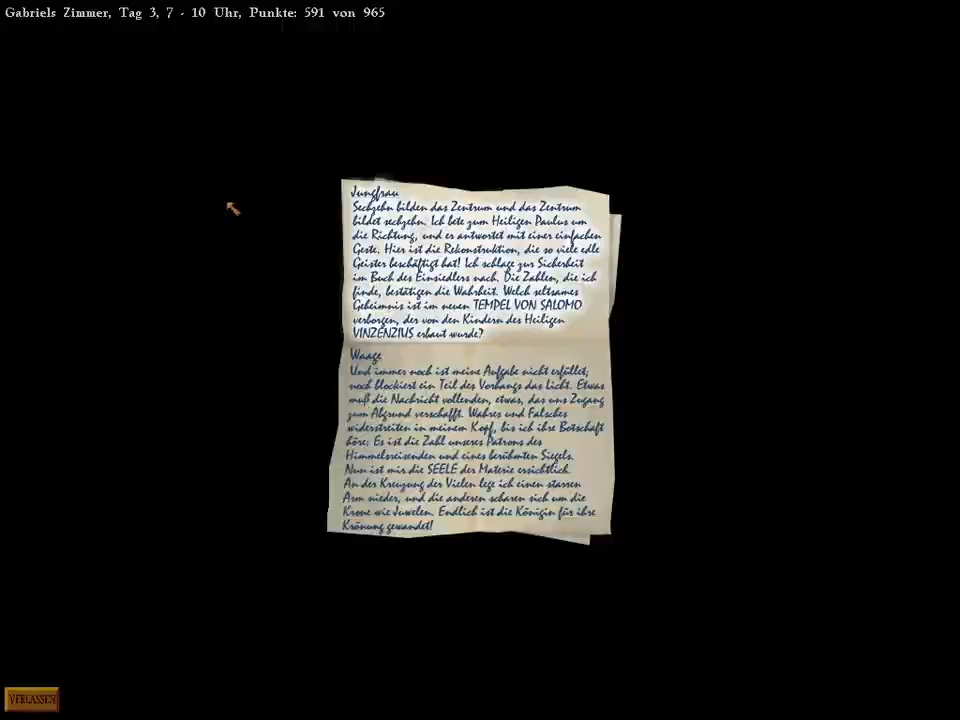 Gabriels Zimmer, Tag 3, 7 - 10 Uhr, Punkte: 591 von 965
Jungfrau
Sechzehn bilden das Zentrum und das Zentrum
bildet sechzehn. Ich bete zum Heiligen Paulus um
die Richtung, und er antwortet mit einer einfachen
Geste. Hier ist die Rekonstruktion, die so viele edle
Geister beschäftigt hat! Ich schlage zur Sicherheit
im Buch des Einsiedlers nach. Die Zahlen, die ich
finde, bestätigen die Wahrheit. Welch seltsames
Geheimnis ist im neuen TEMPEL VON SALOMO
verborgen, der von den Kindern des Heiligen
VINZENZIUS erbaut wurde?
Waage
Und immer noch ist meine Aufgabe nicht erfüllet;
noch blockiert ein Teil des Vorhangs das Licht. Etwas
muß die Nachricht vollenden, etwas, das uns Zugang
zum Abgrund verschafft. Wahres und Falsches
widerstreiten in meinem Kopf, bis ich ihre Botschaft
höre: Es ist die Zahl unseres Patrons des
Himmelsreisenden und eines berühmten Siegels.
Nun ist mir die SEELE der Materie ersichtlich.
An der Kreuzung der Vielen lege ich einen starren
Arm nieder, und die anderen scharen sich um die
Krone wie Juwelen. Endlich ist die Königin für ihre
Krönung gewandet!
VERLASSEN